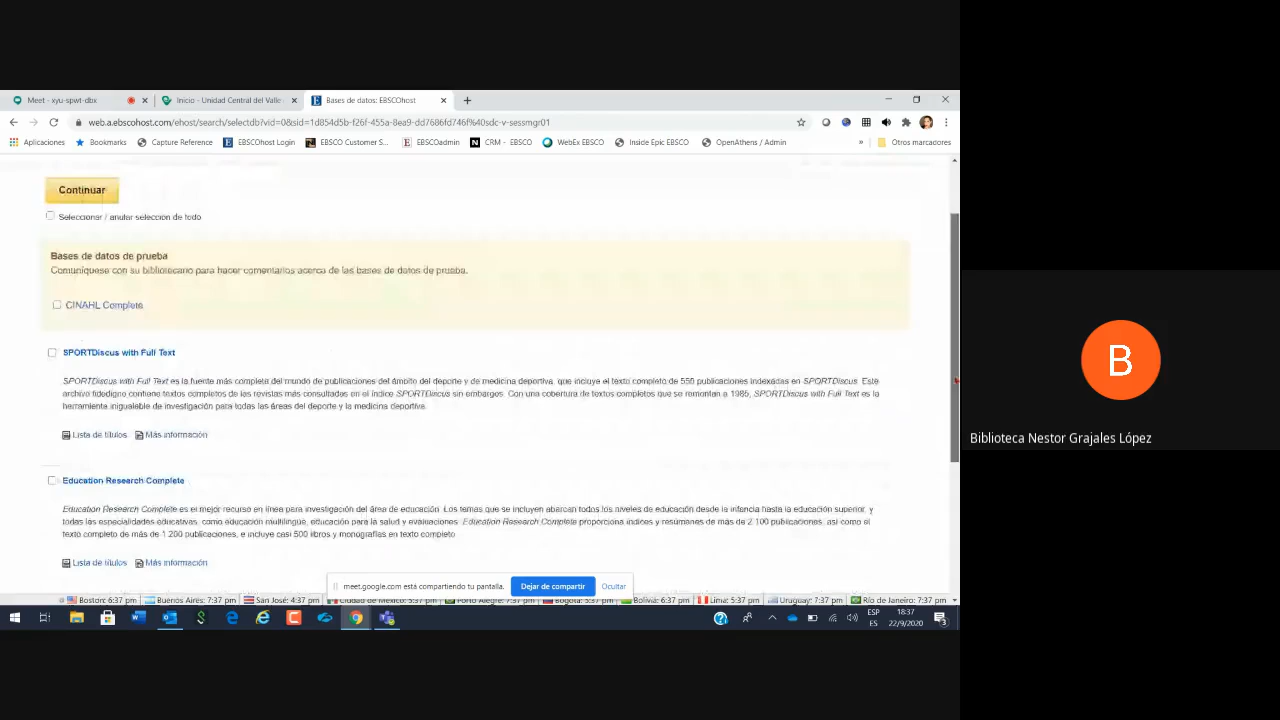 Meet - xyu-spwt-dbx
Inicio - Unidad Central del Valle
Bases de datos: EBSCOhost
web.a.ebscohost.com/ehost/search/selectdb?vid=0&sid=1d854d5b-f26f-455a-8ea9-dd7686fd746f%40sdc-v-sessmgr01
Aplicaciones Bookmarks Capture Reference EBSCOhost Login EBSCO Customer S... EBSCOadmin CRM - EBSCO WebEx EBSCO Inside Epic EBSCO OpenAthens / Admin » Otros marcadores
Continuar
Seleccionar / anular selección de todo
Bases de datos de prueba
Comuníquese con su bibliotecario para hacer comentarios acerca de las bases de datos de prueba.
CINAHL Complete
SPORTDiscus with Full Text
SPORTDiscus with Full Text es la fuente más completa del mundo de publicaciones del ámbito del deporte y de medicina deportiva, que incluye el texto completo de 550 publicaciones indexadas en SPORTDiscus. Este
archivo fidedigno contiene textos completos de las revistas más consultadas en el índice SPORTDiscus sin embargos. Con una cobertura de textos completos que se remontan a 1985, SPORTDiscus with Full Text es la
herramienta inigualable de investigación para todas las áreas del deporte y la medicina deportiva.
Lista de títulos Más información
Education Research Complete
Education Research Complete es el mejor recurso en línea para investigación del área de educación. Los temas que se incluyen abarcan todos los niveles de educación desde la infancia hasta la educación superior, y
todas las especialidades educativas, como educación multilingüe, educación para la salud y evaluaciones. Education Research Complete proporciona índices y resúmenes de más de 2.100 publicaciones, así como el
texto completo de más de 1.200 publicaciones, e incluye casi 500 libros y monografías en texto completo
Lista de títulos Más información
meet.google.com está compartiendo tu pantalla. Dejar de compartir Ocultar
Boston: 6:37 pm Buenos Aires: 7:37 pm San José: 4:37 pm Ciudad de México: 5:37 pm Porto Alegre: 7:37 pm Bogotá: 5:37 pm Bolivia: 6:37 pm Lima: 5:37 pm Uruguay: 7:37 pm Río de Janeiro: 7:37 pm
ESP
ES
18:37
22/9/2020
3
B
Biblioteca Nestor Grajales López